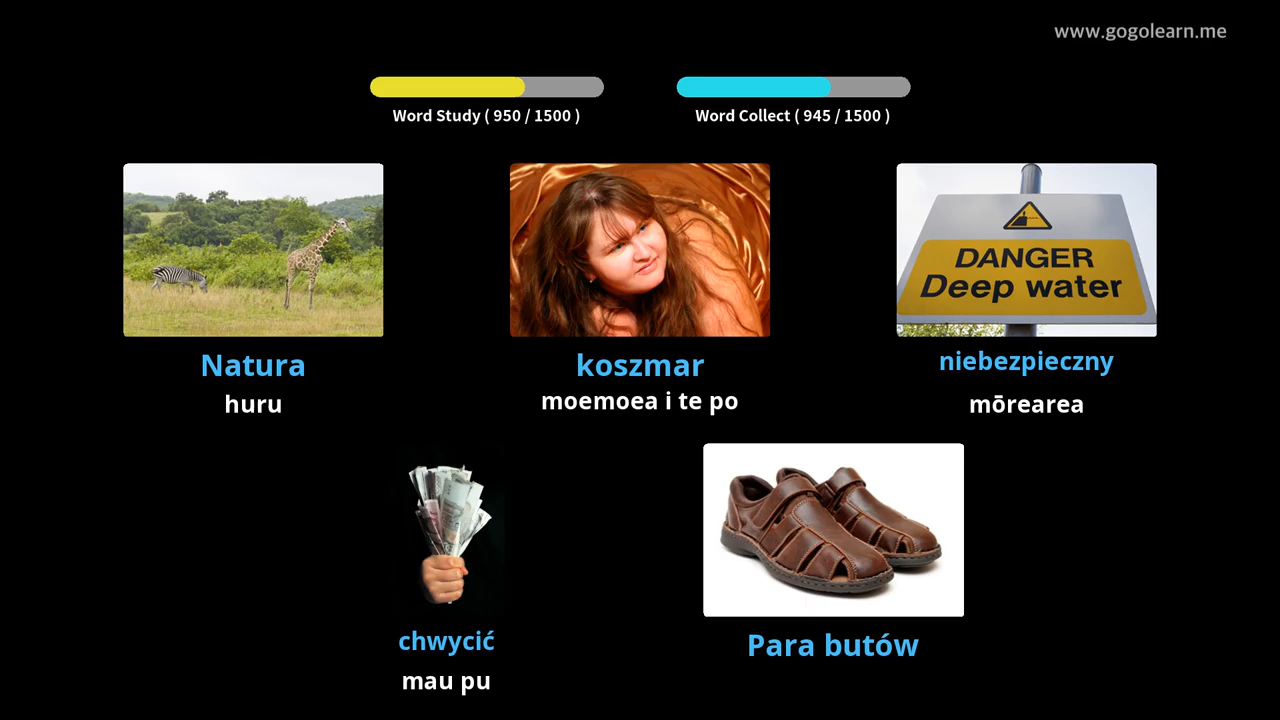 www.gogolearn.me
Word Study ( 950 / 1500 )
Word Collect ( 945 / 1500 )
DANGER
Deep water
Natura
huru
koszmar
moemoea i te po
niebezpieczny
mōrearea
chwycić
mau pu
Para butów